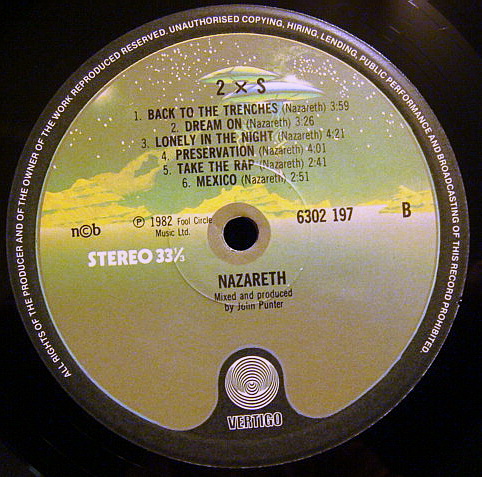 ALL RIGHTS OF THE PRODUCER AND OF THE OWNER OF THE WORK REPRODUCED RESERVED. UNAUTHORISED COPYING, HIRING, LENDING, PUBLIC PERFORMANCE AND BROADCASTING OF THIS RECORD PROHIBITED.
2 × S
1. BACK TO THE TRENCHES (Nazareth) 3:59
2. DREAM ON (Nazareth) 3:26
3. LONELY IN THE NIGHT (Nazareth) 4:21
4. PRESERVATION (Nazareth) 4:01
5. TAKE THE RAP (Nazareth) 2:41
6. MEXICO (Nazareth) 2:51
n©b ℗ 1982 Fool Circle 6302 197 B
Music Ltd.
STEREO 33⅓
NAZARETH
Mixed and produced
by John Punter
VERTIGO